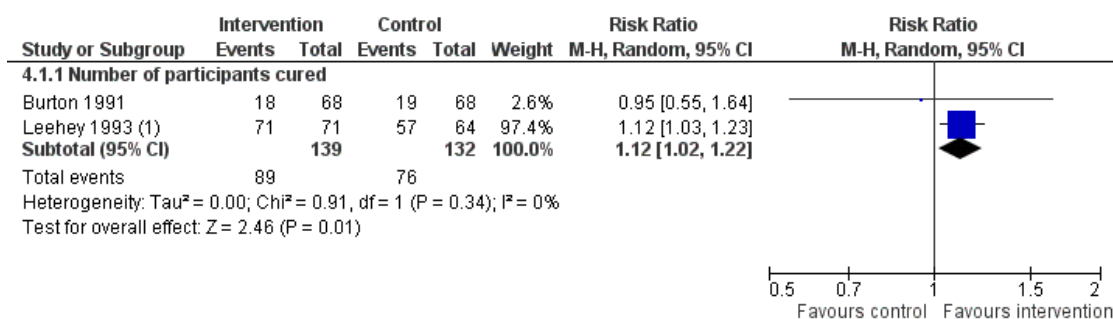 Intervention Control Risk Ratio Risk Ratio
Study or Subgroup Events Total Events Total Weight M-H, Random, 95% CI M-H, Random, 95% CI
4.1.1 Number of participants cured
Burton 1991 18 68 19 68 2.6% 0.95 [0.55, 1.64]
Leehey 1993 (1) 71 71 57 64 97.4% 1.12 [1.03, 1.23]
Subtotal (95% CI) 139 132 100.0% 1.12 [1.02, 1.22]
Total events 89 76
Heterogeneity: Tau² = 0.00; Chi² = 0.91, df = 1 (P = 0.34); I² = 0%
Test for overall effect: Z = 2.46 (P = 0.01)
0.5 0.7 1 1.5 2
Favours control Favours intervention